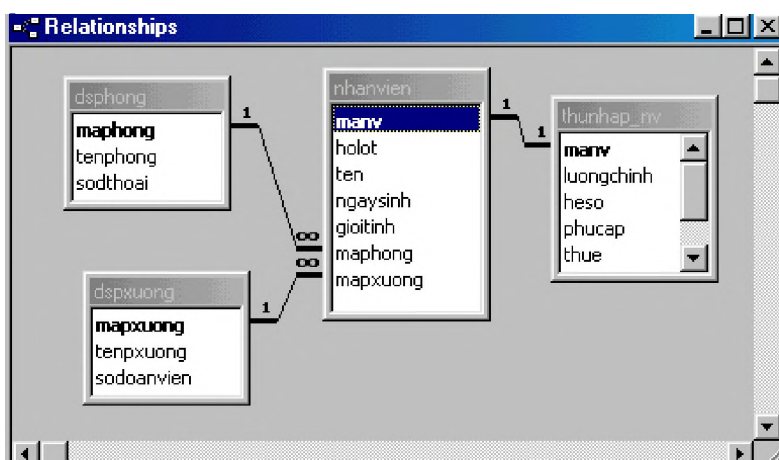 Relationships
dsphong
maphong
tenphong
sodthoai
1
∞
nhanvien
manv
holot
ten
ngaysinh
gioitinh
maphong
mapxuong
1
1
thunhap_nv
manv
luongchinh
heso
phucap
thue
dspxuong
mapxuong
tenpxuong
sodoanvien
1
∞